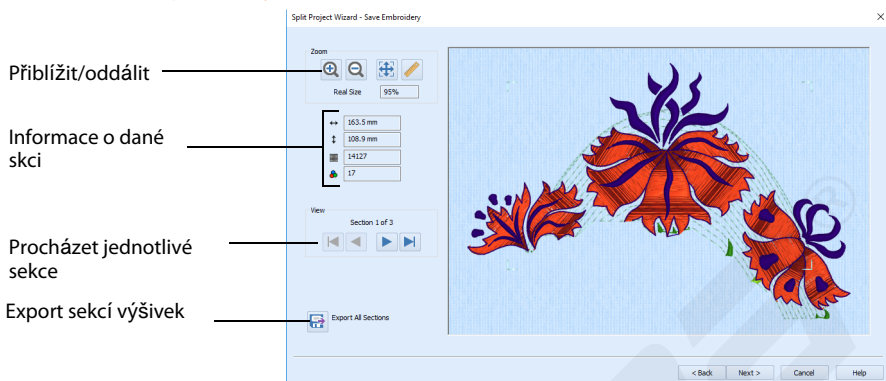 Split Project Wizard - Save Embroidery
Zoom
Přiblížit/oddálit
Real Size 95%
Informace o dané
skci
163.5 mm
108.9 mm
14127
17
View
Section 1 of 3
Procházet jednotlivé
sekce
Export sekcí výšivek
Export All Sections
< Back Next > Cancel Help